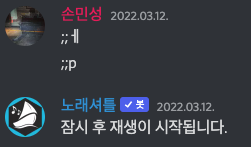 손민성 2022.03.12.
;;ㅔ
;;p
노래셔틀 ✓ 봇 2022.03.12.
잠시 후 재생이 시작됩니다.